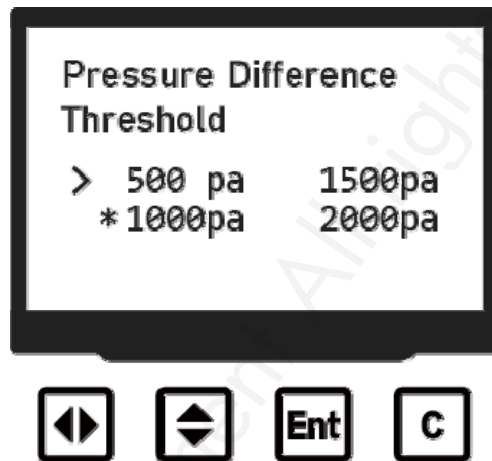 Pressure Difference
Threshold
> 500 pa 1500pa
*1000pa 2000pa
Ent C